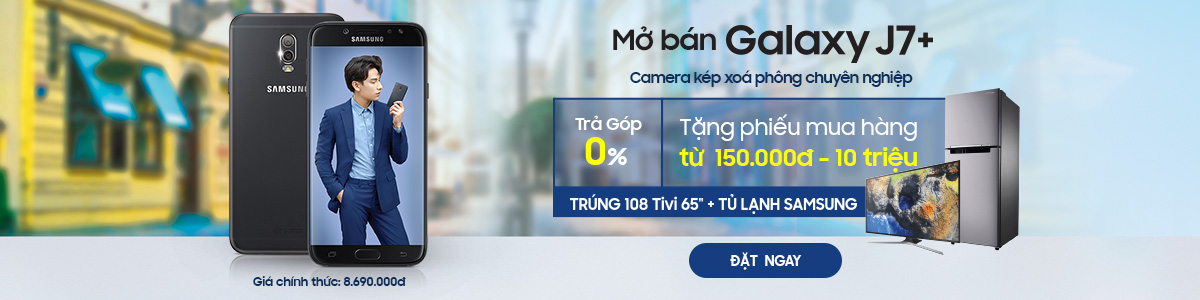 Mở bán Galaxy J7+
Camera kép xoá phông chuyên nghiệp
SAMSUNG
SAMSUNG
Trả Góp
0%
Tặng phiếu mua hàng
từ 150.000đ - 10 triệu
TRÚNG 108 Tivi 65" + TỦ LẠNH SAMSUNG
ĐẶT NGAY
Giá chính thức: 8.690.000đ